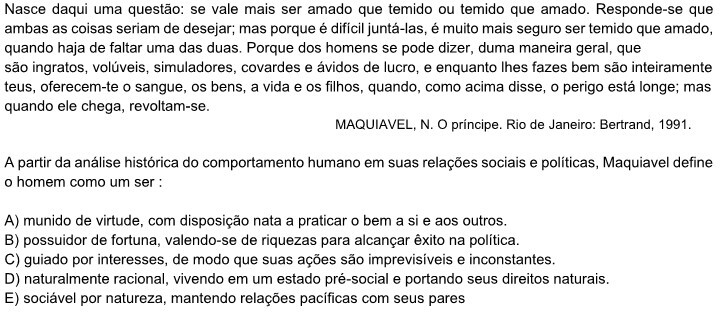 Nasce daqui uma questão: se vale mais ser amado que temido ou temido que amado. Responde-se que
ambas as coisas seriam de desejar; mas porque é difícil juntá-las, é muito mais seguro ser temido que amado,
quando haja de faltar uma das duas. Porque dos homens se pode dizer, duma maneira geral, que
são ingratos, volúveis, simuladores, covardes e ávidos de lucro, e enquanto lhes fazes bem são inteiramente
teus, oferecem-te o sangue, os bens, a vida e os filhos, quando, como acima disse, o perigo está longe; mas
quando ele chega, revoltam-se.
MAQUIAVEL, N. O príncipe. Rio de Janeiro: Bertrand, 1991.
A partir da análise histórica do comportamento humano em suas relações sociais e políticas, Maquiavel define
o homem como um ser :
A) munido de virtude, com disposição nata a praticar o bem a si e aos outros.
B) possuidor de fortuna, valendo-se de riquezas para alcançar êxito na política.
C) guiado por interesses, de modo que suas ações são imprevisíveis e inconstantes.
D) naturalmente racional, vivendo em um estado pré-social e portando seus direitos naturais.
E) sociável por natureza, mantendo relações pacíficas com seus pares